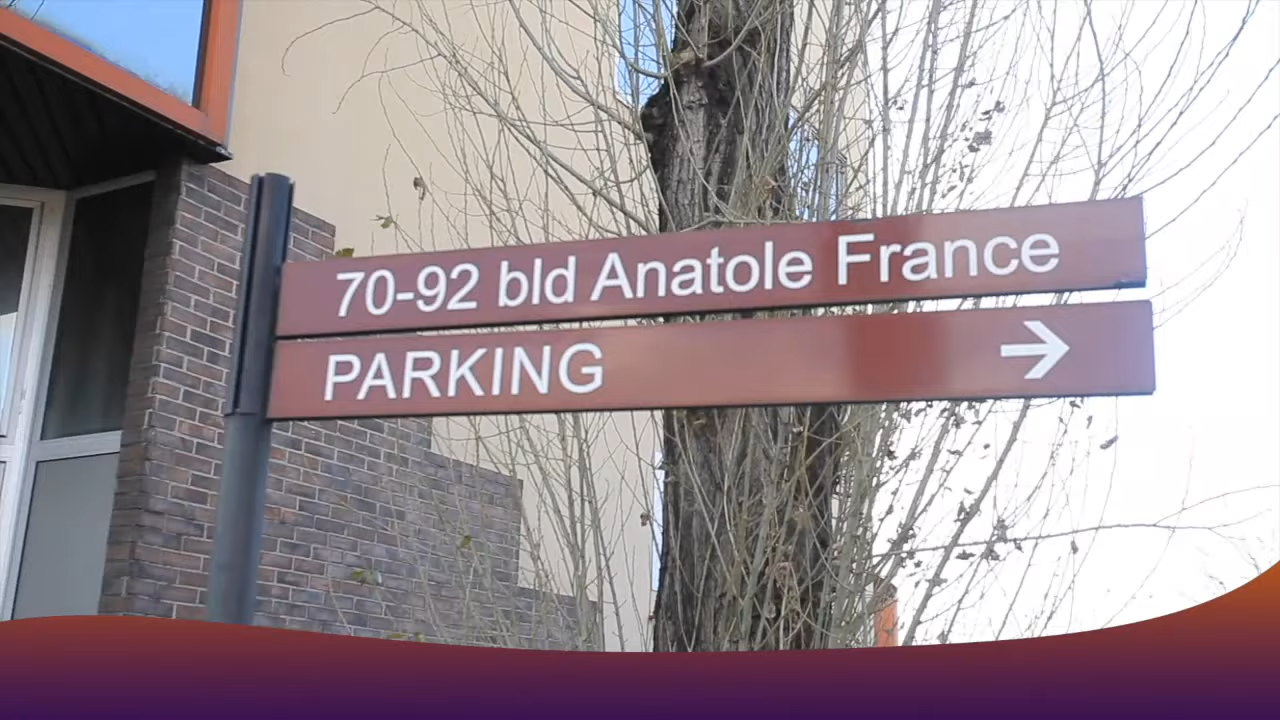 70-92 bld Anatole France
PARKING →